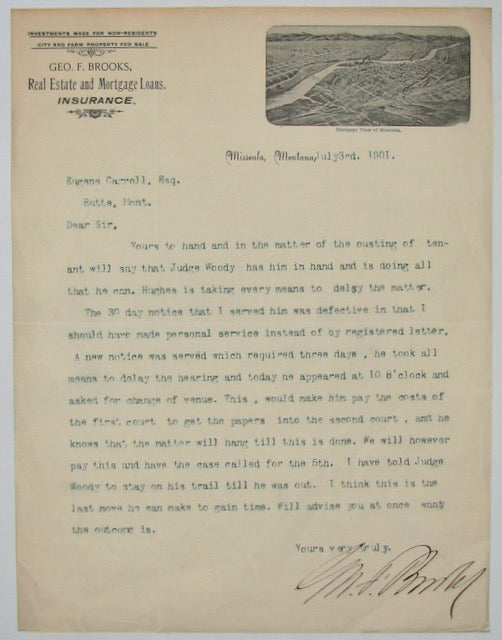 INVESTMENTS MADE FOR NON-RESIDENTS
CITY AND FARM PROPERTY FOR SALE
GEO. F. BROOKS,
Real Estate and Mortgage Loans.
INSURANCE.
Birdseye View of Missoula.
Missoula, Montana, July 3rd. 1901.
Eugene Carroll, Esq.
Butte, Mont.
Dear Sir,
Yours to hand and in the matter of the ousting of ten-
ant will say that Judge Woody has him in hand and is doing all
that he can. Hughes is taking every means to delay the matter.
The 30 day notice that I served him was defective in that I
should have made personal service instead of by registered letter,
A new notice was served which required three days , he took all
means to delay the hearing and today he appeared at 10 o'clock and
asked for change of venue. This , would make him pay the costs of
the first court to get the papers into the second court , and he
knows that the matter will hang till this is done. We will however
pay this and have the case called for the 5th. I have told Judge
Woody to stay on his trail till he was out. I think this is the
last move he can make to gain time. Will advise you at once what
the outcome is.
Yours very truly.
Geo. F. Brooks